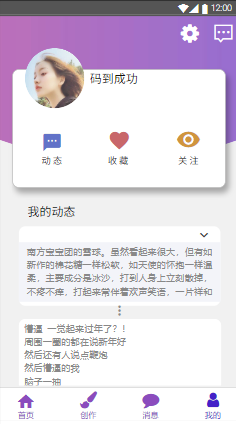 12:00
码到成功
动态
收藏
关注
我的动态
南方宝宝团的雪球。虽然看起来很大，但有如
新作的棉花糖一样松软，如天使的怀抱一样温
柔，主要成分是冰沙，打到人身上立刻散掉，
不疼不痒，打起来常伴着欢声笑语，一片祥和
懵逼 一觉起来过年了？！
周围一圈的都在说新年好
然后还有人说点鞭炮
然后懵逼的我
脑子一抽
首页
创作
消息
我的